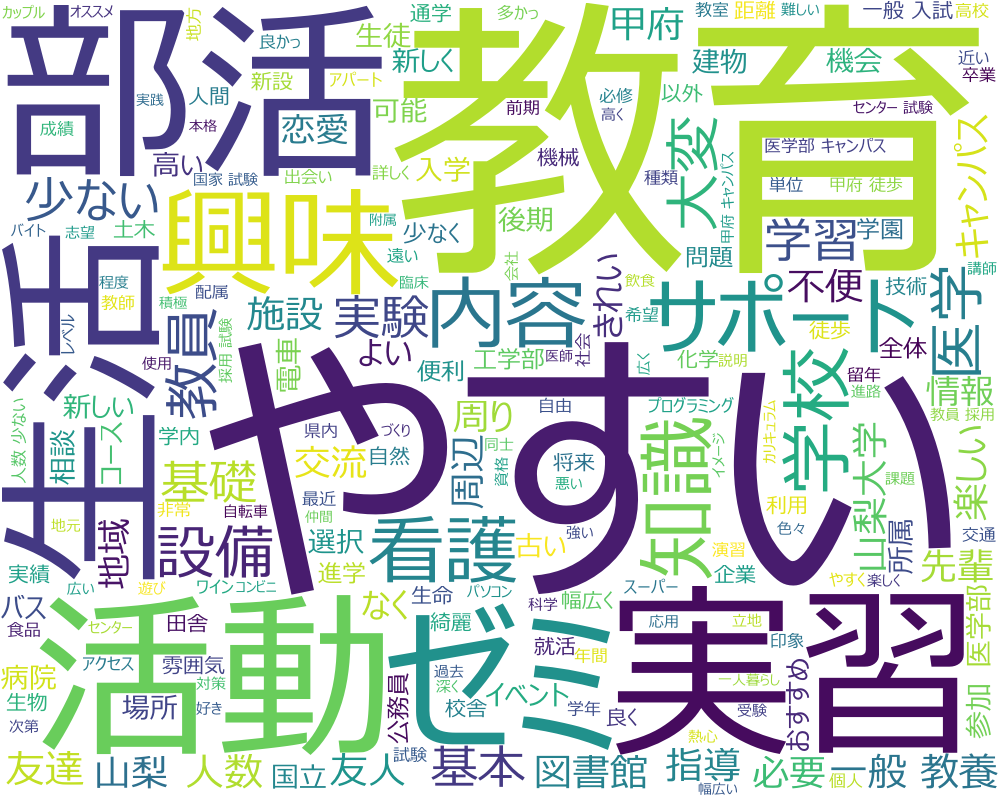 カップル
オススメ
地方
良かっ
通学
多かっ
甲府
教室
距離
難しい
一般 入試
高校
部活
教育
実践
人間
新設
アパート
生徒
新しく
建物
機会
近い
卒業
成績
本格
恋愛
可能
前期
必修
高く
以外
センター 試験
高い
国家 試験
出会い
詳しく
入学
機械
種類
大変
医学部 キャンパス
単位
甲府 徒歩
甲府 キャンパス
キャンパス
少ない
バイト
志望
土木
興味
附属
遠い
少なく
後期
問題
学習
学園
講師
生活
程度
教師
積極
配属
施設
実験
臨床
会社
内容
飲食
希望
きれい
サポート
不便
技術
徒歩
医学
レベル
使用
教員
採用 試験
電車
よい
便利
工学部
医師
社会
広く
化学
説明
学校
全体
留年
進路
情報
教員 採用
人数 少ない
新しい
相談
コース
学内
やすい
県内
づくり
自然
周り
同士
自由
プログラミング
イメージ
カリキュラム
知識
山梨大学
課題
楽しい
基礎
交流
周辺
資格
将来
悪い
利用
色々
地元
地域
非常
自転車
最近
仲間
設備
選択
看護
古い
強い
演習
企業
所属
先輩
交通
実績
広い
遊び
ワイン
コンビニ
進学
なく
生命
パソコン
科学
幅広く
スーパー
やすく
楽しく
バス
食品
センター
田舎
活動
綺麗
ゼミ
就活
年間
応用
立地
印象
実習
医学部
アクセス
雰囲気
病院
対策
公務員
過去
深く
イベント
一人暮らし
生物
場所
好き
校舎
学年
良く
受験
おすすめ
参加
次第
試験
熱心
友達
山梨
人数
国立
友人
基本
図書館
指導
幅広い
必要
個人
一般 教養